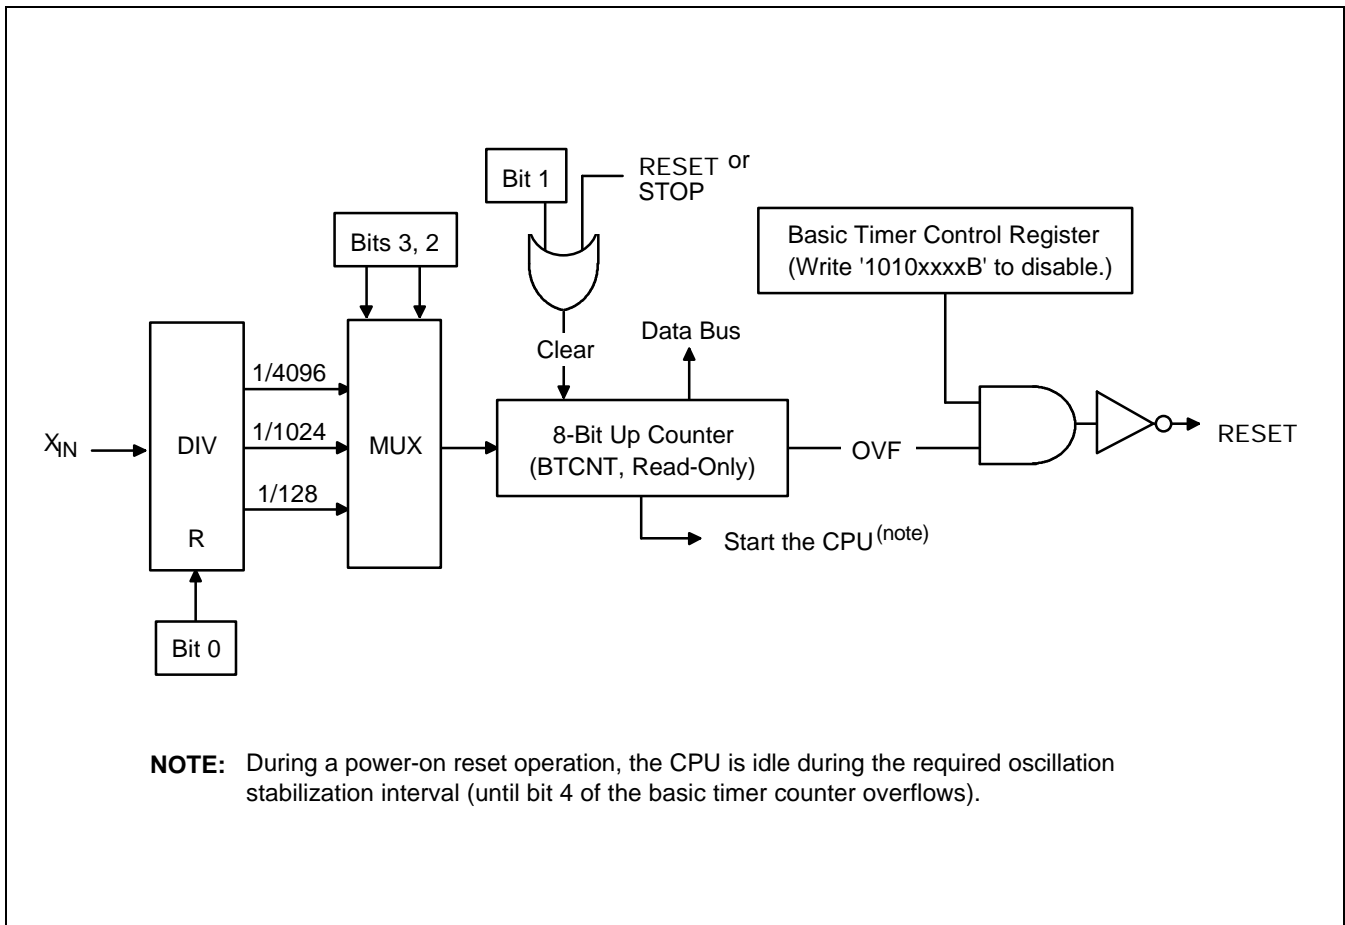 Bit 1
RESET or
STOP
Bits 3, 2
Basic Timer Control Register
(Write '1010xxxxB' to disable.)
Data Bus
Clear
1/4096
XIN
DIV
1/1024
MUX
8-Bit Up Counter
(BTCNT, Read-Only)
OVF
RESET
1/128
R
Start the CPU (note)
Bit 0
NOTE: During a power-on reset operation, the CPU is idle during the required oscillation
stabilization interval (until bit 4 of the basic timer counter overflows).